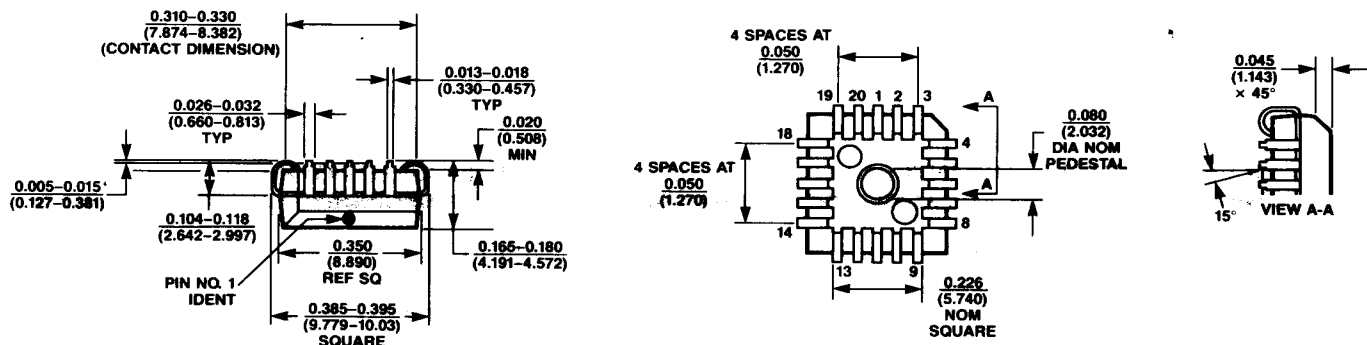 0.310–0.330
(7.874–8.382)
(CONTACT DIMENSION)
0.026–0.032
(0.660–0.813)
TYP
0.013–0.018
(0.330–0.457)
TYP
0.020
(0.508)
MIN
0.005–0.015
(0.127–0.381)
0.104–0.118
(2.642–2.997)
PIN NO. 1
IDENT
0.350
(8.890)
REF SQ
0.165–0.180
(4.191–4.572)
0.385–0.395
(9.779–10.03)
SQUARE
4 SPACES AT
0.050
(1.270)
19 20 1 2 3
A
18
4
4 SPACES AT
0.050
(1.270)
0.080
(2.032)
DIA NOM
PEDESTAL
A
14
8
13
9
0.226
(5.740)
NOM
SQUARE
0.045
(1.143)
× 45°
15°
VIEW A-A